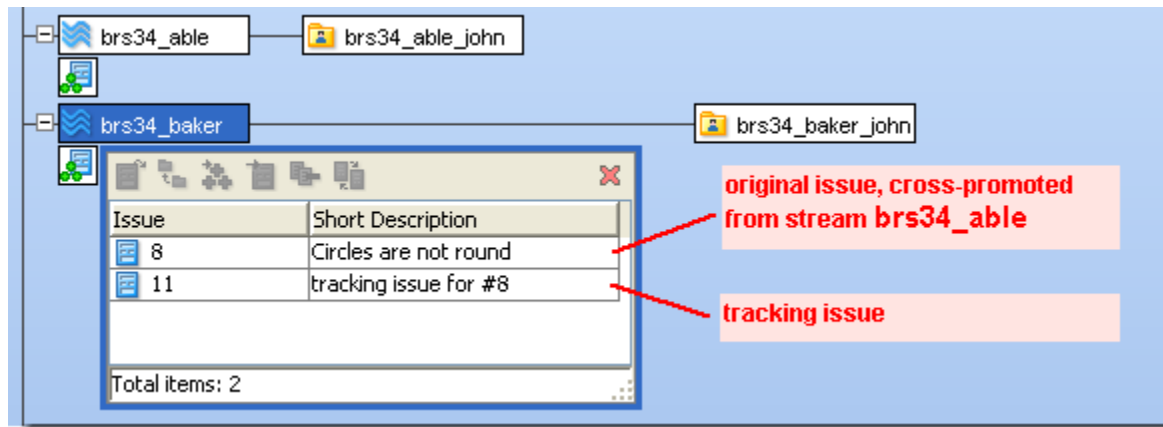 brs34_able
brs34_able_john
brs34_baker
brs34_baker_john
Issue Short Description
8 Circles are not round
11 tracking issue for #8
Total items: 2
original issue, cross-promoted
from stream brs34_able
tracking issue